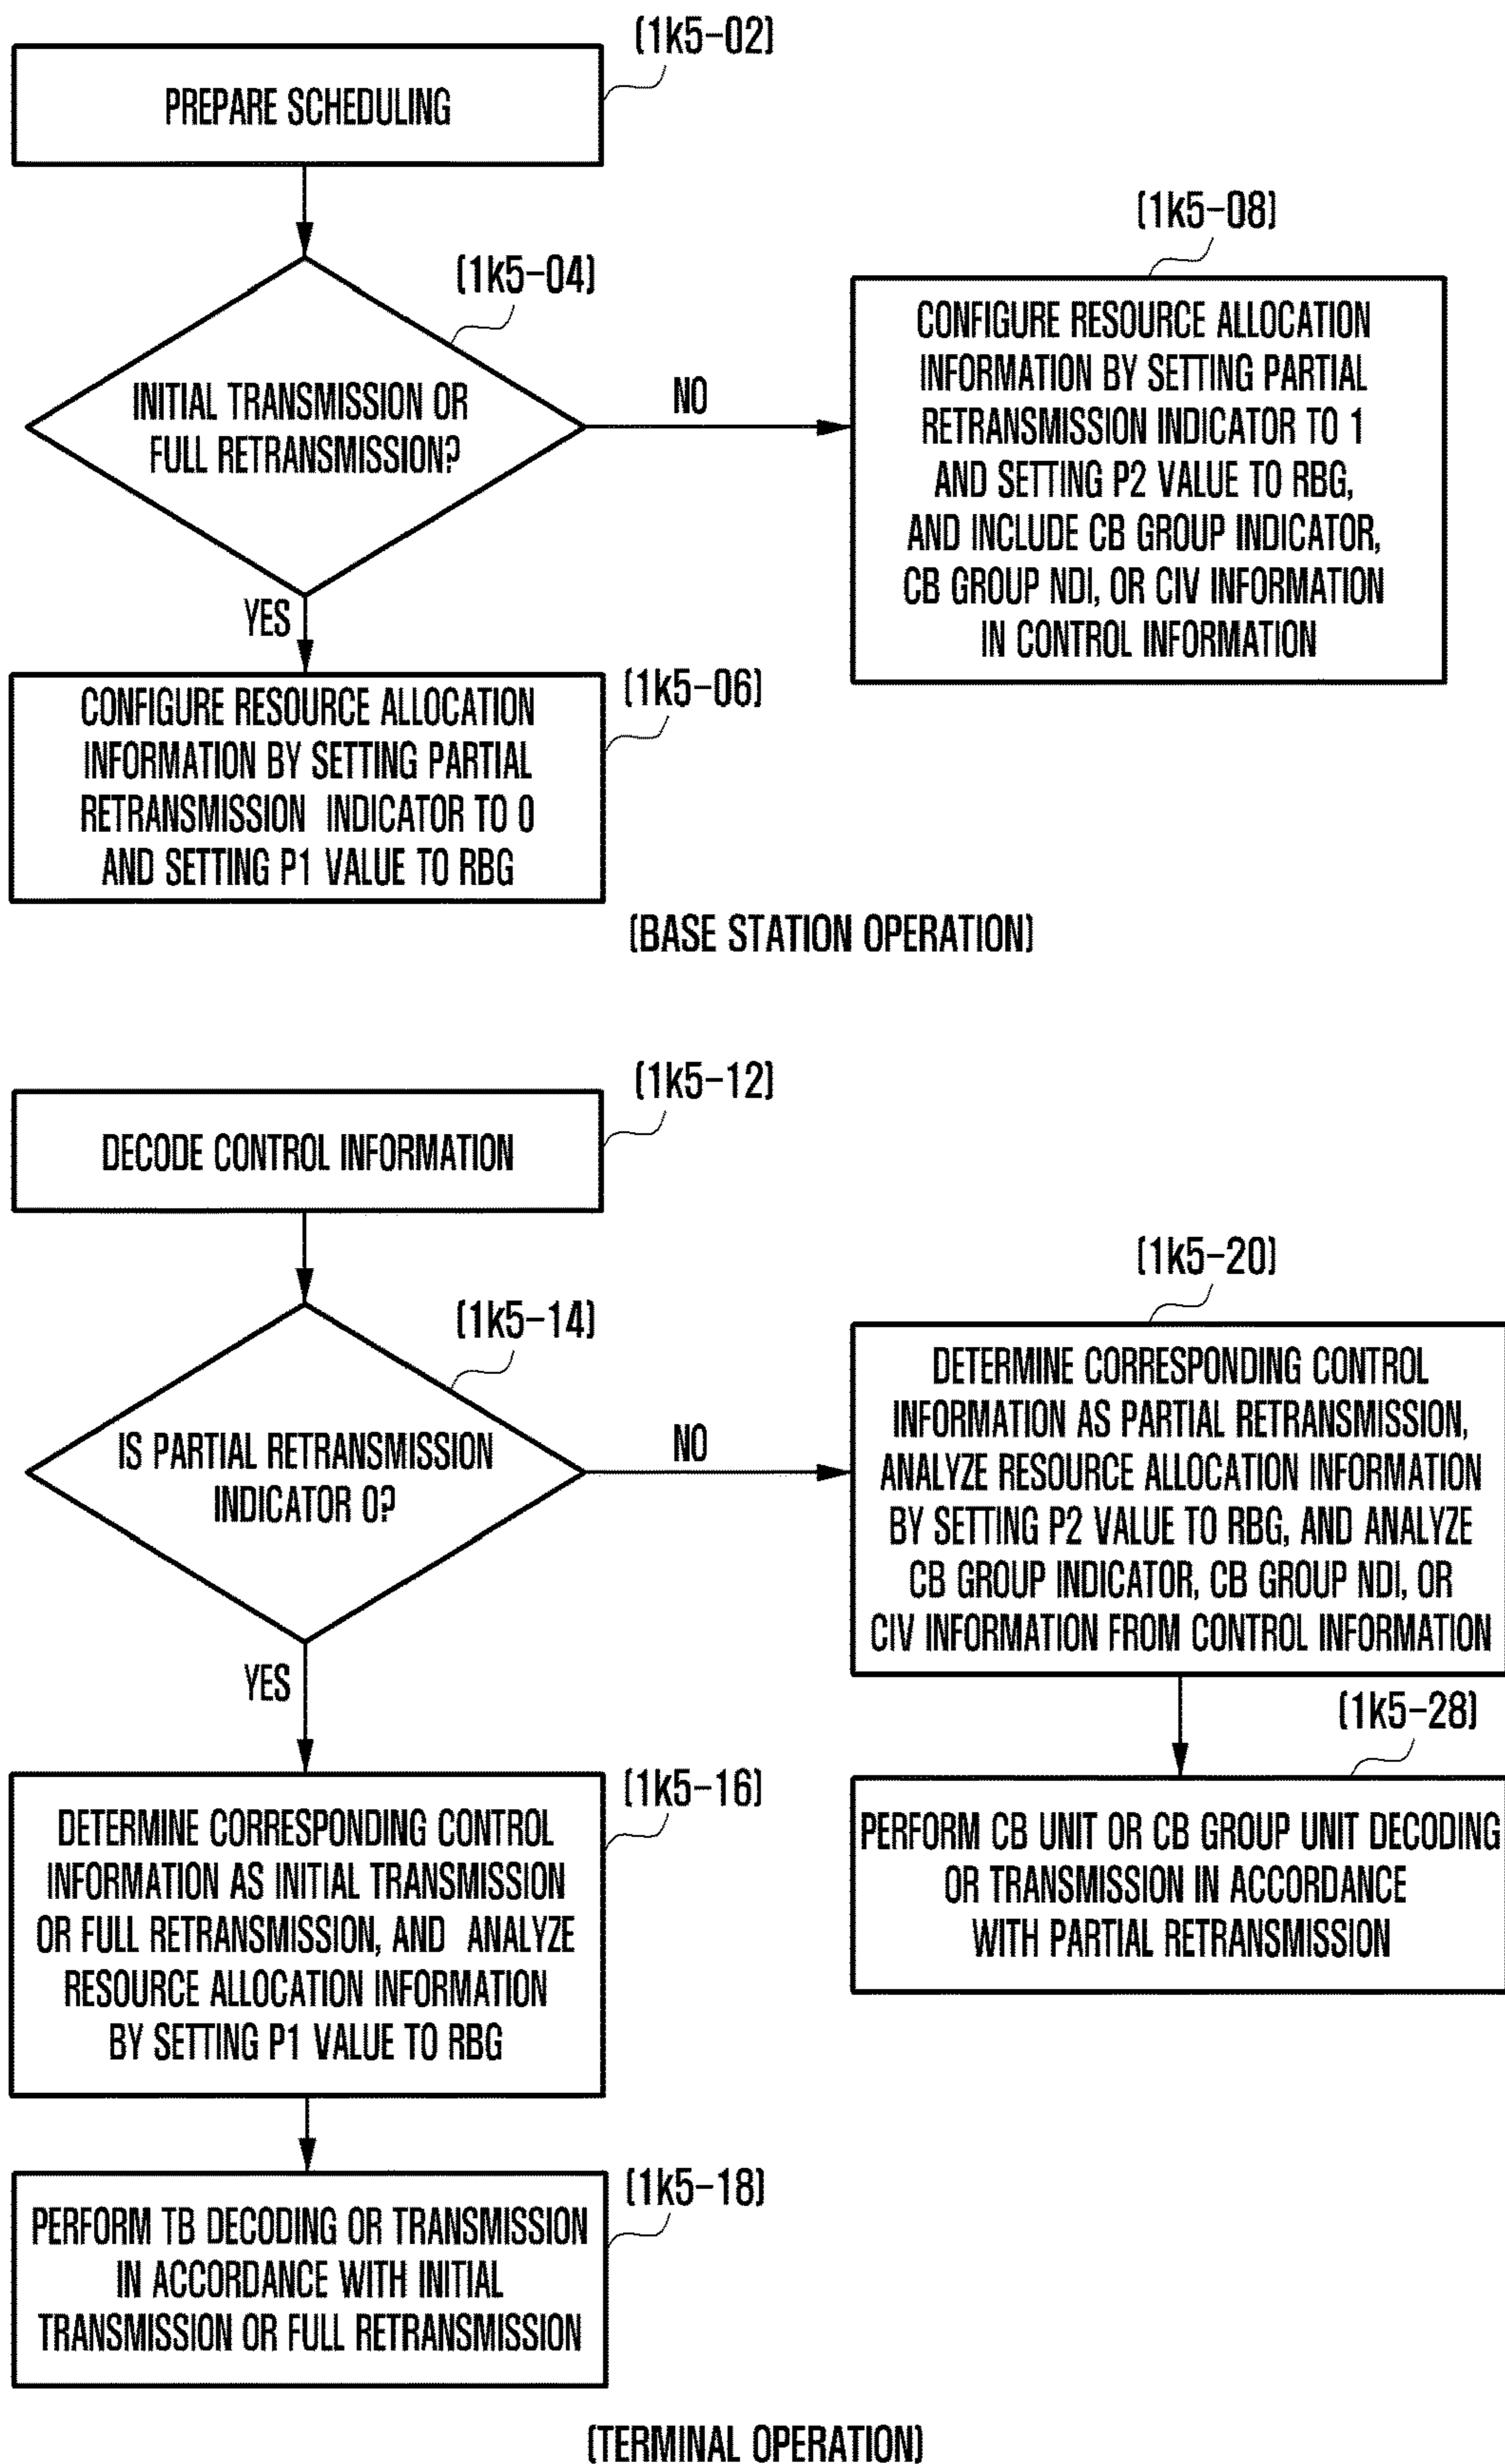 [1k5-02]
PREPARE SCHEDULING
[1k5-04]
INITIAL TRANSMISSION OR
FULL RETRANSMISSION?
NO
YES
[1k5-08]
CONFIGURE RESOURCE ALLOCATION
INFORMATION BY SETTING PARTIAL
RETRANSMISSION INDICATOR TO 1
AND SETTING P2 VALUE TO RBG,
AND INCLUDE CB GROUP INDICATOR,
CB GROUP NDI, OR CIV INFORMATION
IN CONTROL INFORMATION
[1k5-06]
CONFIGURE RESOURCE ALLOCATION
INFORMATION BY SETTING PARTIAL
RETRANSMISSION INDICATOR TO 0
AND SETTING P1 VALUE TO RBG
[BASE STATION OPERATION]
[1k5-12]
DECODE CONTROL INFORMATION
[1k5-14]
IS PARTIAL RETRANSMISSION
INDICATOR 0?
NO
YES
[1k5-20]
DETERMINE CORRESPONDING CONTROL
INFORMATION AS PARTIAL RETRANSMISSION,
ANALYZE RESOURCE ALLOCATION INFORMATION
BY SETTING P2 VALUE TO RBG, AND ANALYZE
CB GROUP INDICATOR, CB GROUP NDI, OR
CIV INFORMATION FROM CONTROL INFORMATION
[1k5-28]
PERFORM CB UNIT OR CB GROUP UNIT DECODING
OR TRANSMISSION IN ACCORDANCE
WITH PARTIAL RETRANSMISSION
[1k5-16]
DETERMINE CORRESPONDING CONTROL
INFORMATION AS INITIAL TRANSMISSION
OR FULL RETRANSMISSION, AND ANALYZE
RESOURCE ALLOCATION INFORMATION
BY SETTING P1 VALUE TO RBG
[1k5-18]
PERFORM TB DECODING OR TRANSMISSION
IN ACCORDANCE WITH INITIAL
TRANSMISSION OR FULL RETRANSMISSION
[TERMINAL OPERATION]